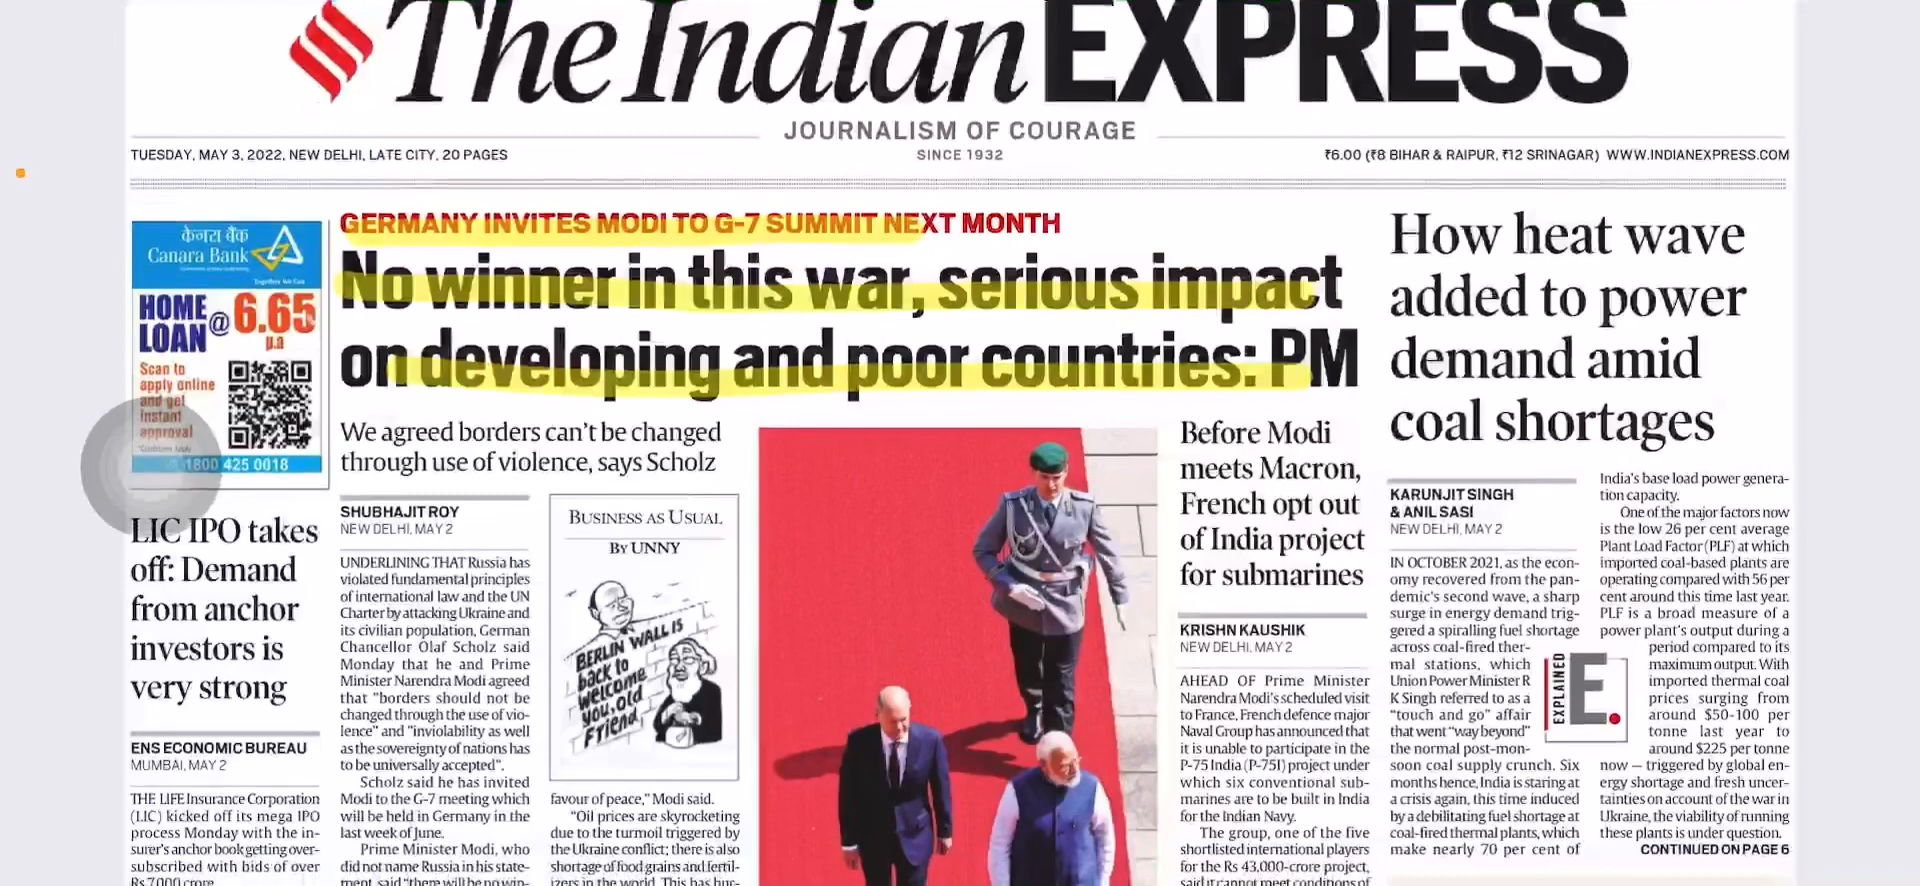 The Indian EXPRESS
JOURNALISM OF COURAGE
TUESDAY, MAY 3, 2022, NEW DELHI, LATE CITY, 20 PAGES
SINCE 1932
₹6.00 (₹8 BIHAR & RAIPUR, ₹12 SRINAGAR) WWW.INDIANEXPRESS.COM
केनरा बैंक
Canara Bank
Together We Can
HOME
LOAN @ 6.65
p.a
Scan to
apply online
and get
instant
approval
1800 425 0018
LIC IPO takes
off: Demand
from anchor
investors is
very strong
ENS ECONOMIC BUREAU
MUMBAI, MAY 2
THE LIFE Insurance Corporation
(LIC) kicked off its mega IPO
process Monday with the in-
surer's anchor book getting over-
subscribed with bids of over
Rs 7,000 crore
GERMANY INVITES MODI TO G-7 SUMMIT NEXT MONTH
No winner in this war, serious impact
on developing and poor countries: PM
We agreed borders can't be changed
through use of violence, says Scholz
SHUBHAJIT ROY
NEW DELHI, MAY 2
UNDERLINING THAT Russia has
violated fundamental principles
of international law and the UN
Charter by attacking Ukraine and
its civilian population, German
Chancellor Olaf Scholz said
Monday that he and Prime
Minister Narendra Modi agreed
that "borders should not be
changed through the use of vio-
lence" and "inviolability as well
as the sovereignty of nations has
to be universally accepted".
Scholz said he has invited
Modi to the G-7 meeting which
will be held in Germany in the
last week of June.
Prime Minister Modi, who
did not name Russia in his state-
ment, said "there will be no win-
BUSINESS AS USUAL
BY UNNY
BERLIN WALL IS
back to
welcome
you, old
Friend
favour of peace," Modi said.
"Oil prices are skyrocketing
due to the turmoil triggered by
the Ukraine conflict; there is also
shortage of food grains and fertil-
izers in the world. This has bur-
Before Modi
meets Macron,
French opt out
of India project
for submarines
KRISHN KAUSHIK
NEW DELHI, MAY 2
AHEAD OF Prime Minister
Narendra Modi's scheduled visit
to France, French defence major
Naval Group has announced that
it is unable to participate in the
P-75 India (P-75I) project under
which six conventional sub-
marines are to be built in India
for the Indian Navy.
The group, one of the five
shortlisted international players
for the Rs 43,000-crore project,
said it cannot meet conditions of
How heat wave
added to power
demand amid
coal shortages
KARUNJIT SINGH
& ANIL SASI
NEW DELHI, MAY 2
IN OCTOBER 2021, as the econ-
omy recovered from the pan-
demic's second wave, a sharp
surge in energy demand trig-
gered a spiralling fuel shortage
across coal-fired ther-
mal stations, which
Union Power Minister R
K Singh referred to as a
"touch and go" affair
that went "way beyond"
the normal post-mon-
soon coal supply crunch. Six
months hence, India is staring at
a crisis again, this time induced
by a debilitating fuel shortage at
coal-fired thermal plants, which
make nearly 70 per cent of
EXPLAINED
E.
India's base load power genera-
tion capacity.
One of the major factors now
is the low 26 per cent average
Plant Load Factor (PLF) at which
imported coal-based plants are
operating compared with 56 per
cent around this time last year.
PLF is a broad measure of a
power plant's output during a
period compared to its
maximum output. With
imported thermal coal
prices surging from
around $50-100 per
tonne last year to
around $225 per tonne
now — triggered by global en-
ergy shortage and fresh uncer-
tainties on account of the war in
Ukraine, the viability of running
these plants is under question.
CONTINUED ON PAGE 6